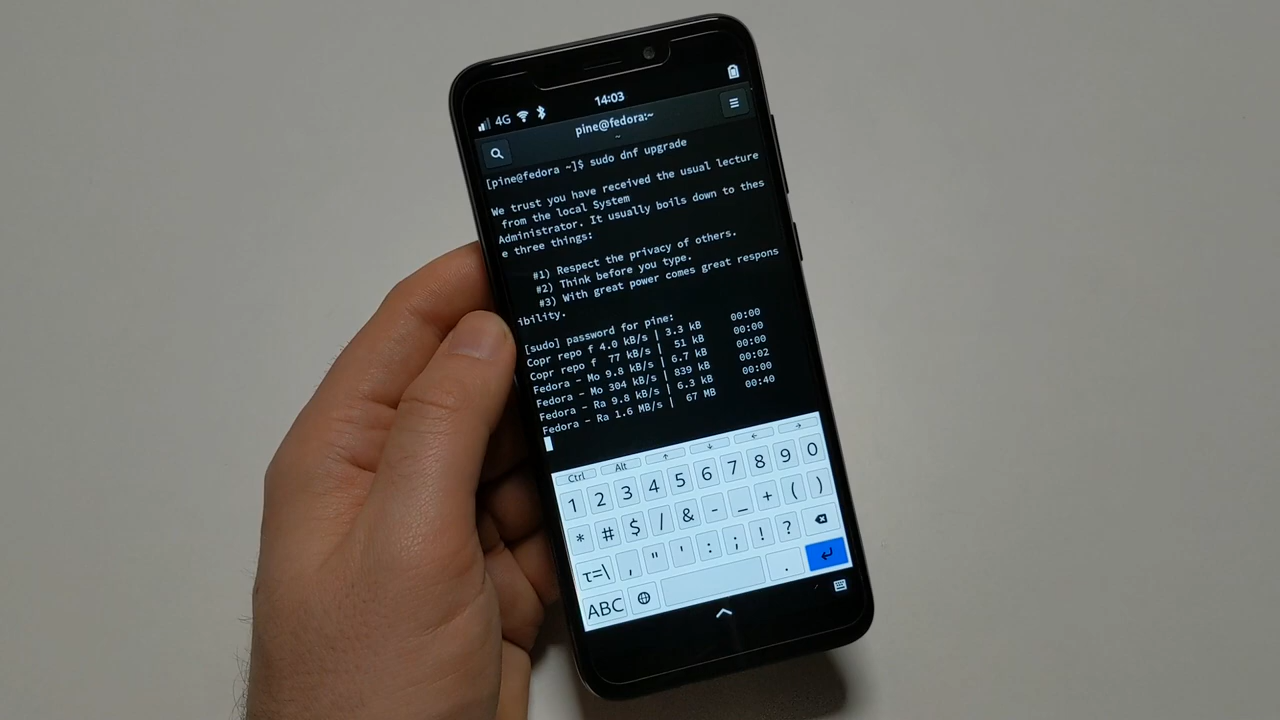 4G 14:03
pine@fedora:~
~
[pine@fedora ~]$ sudo dnf upgrade
We trust you have received the usual lecture
from the local System
Administrator. It usually boils down to thes
e three things:
#1) Respect the privacy of others.
#2) Think before you type.
#3) With great power comes great respons
ibility.
[sudo] password for pine:
Copr repo f 4.0 kB/s | 3.3 kB 00:00
Copr repo f 77 kB/s | 51 kB 00:00
Fedora - Mo 9.8 kB/s | 6.7 kB 00:00
Fedora - Mo 304 kB/s | 839 kB 00:02
Fedora - Ra 9.8 kB/s | 6.3 kB 00:00
Fedora - Ra 1.6 MB/s | 67 MB 00:40
Ctrl Alt ↑ ↓ ← →
1 2 3 4 5 6 7 8 9 0
* # $ / & - _ + ( )
τ=\ , " ' : ; ! ?
ABC .